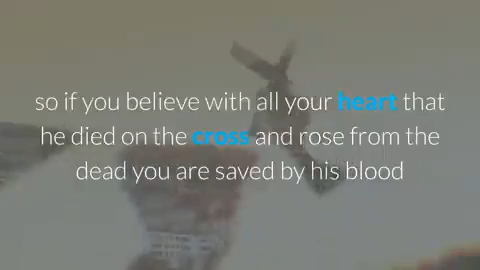 so if you believe with all your heart that
he died on the cross and rose from the
dead you are saved by his blood